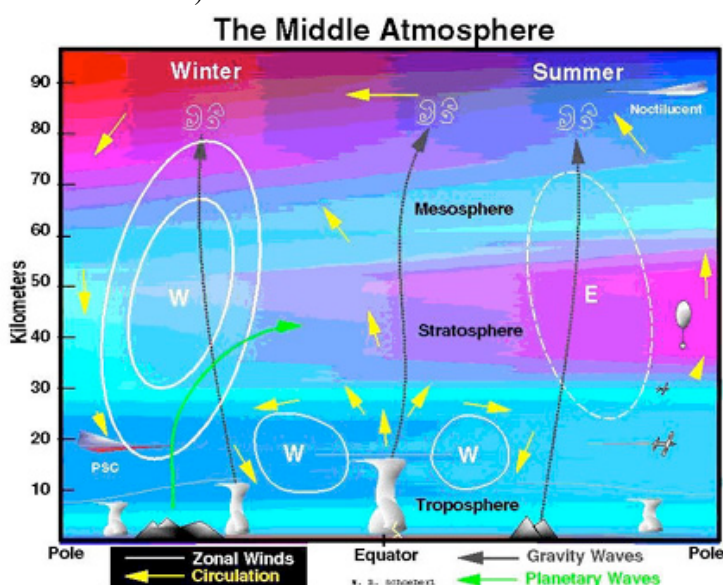 The Middle Atmosphere
90
80
70
60
50
40
30
20
10
Kilometers
Winter
Summer
Noctilucent
Mesosphere
W
E
Stratosphere
W
W
PSC
Troposphere
Pole
Equator
Pole
Zonal Winds
Circulation
Gravity Waves
Planetary Waves